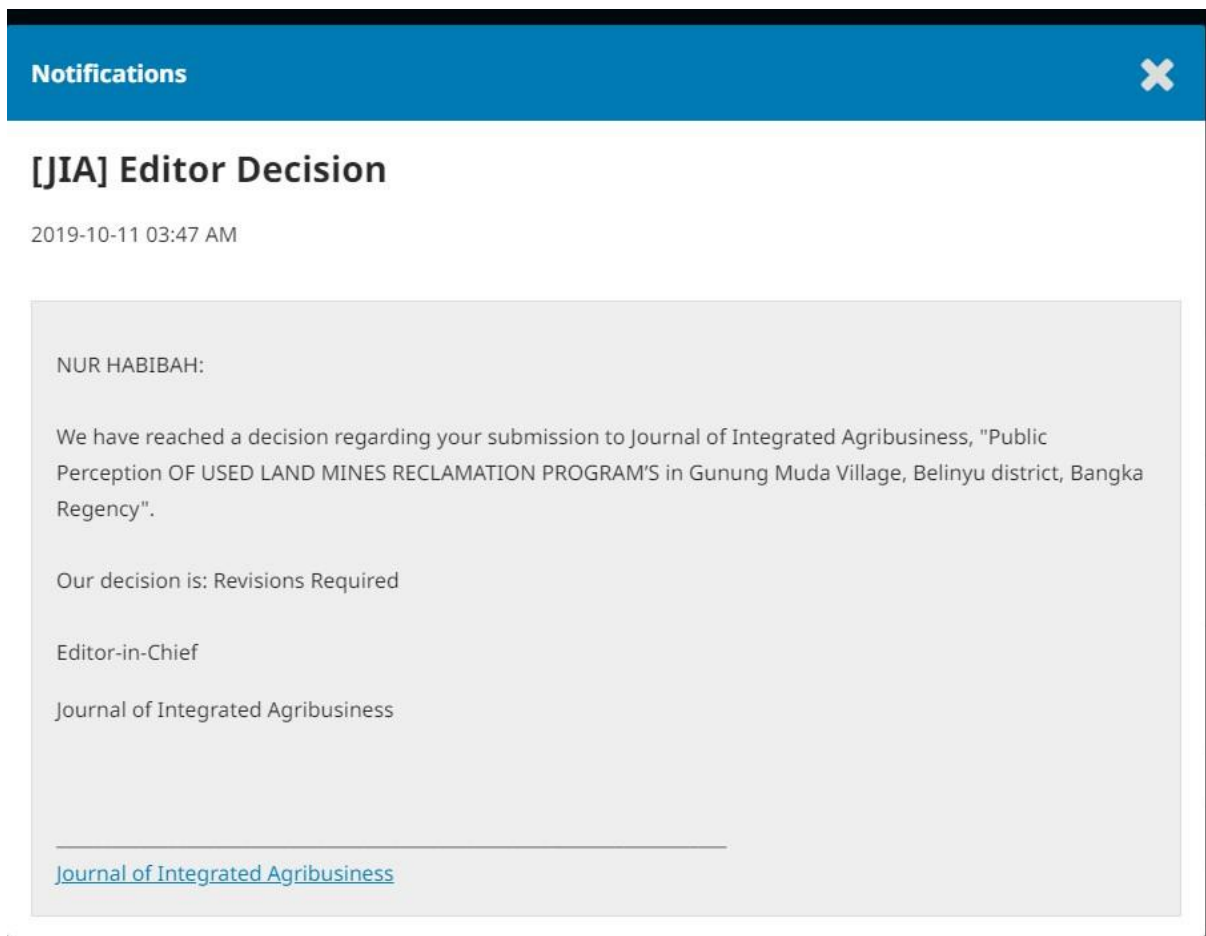 Notifications
[JIA] Editor Decision
2019-10-11 03:47 AM
NUR HABIBAH:
We have reached a decision regarding your submission to Journal of Integrated Agribusiness, "Public
Perception OF USED LAND MINES RECLAMATION PROGRAM’S in Gunung Muda Village, Belinyu district, Bangka
Regency".
Our decision is: Revisions Required
Editor-in-Chief
Journal of Integrated Agribusiness
Journal of Integrated Agribusiness